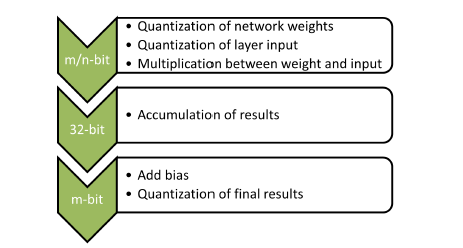 m/n-bit
• Quantization of network weights
• Quantization of layer input
• Multiplication between weight and input
32-bit
• Accumulation of results
m-bit
• Add bias
• Quantization of final results